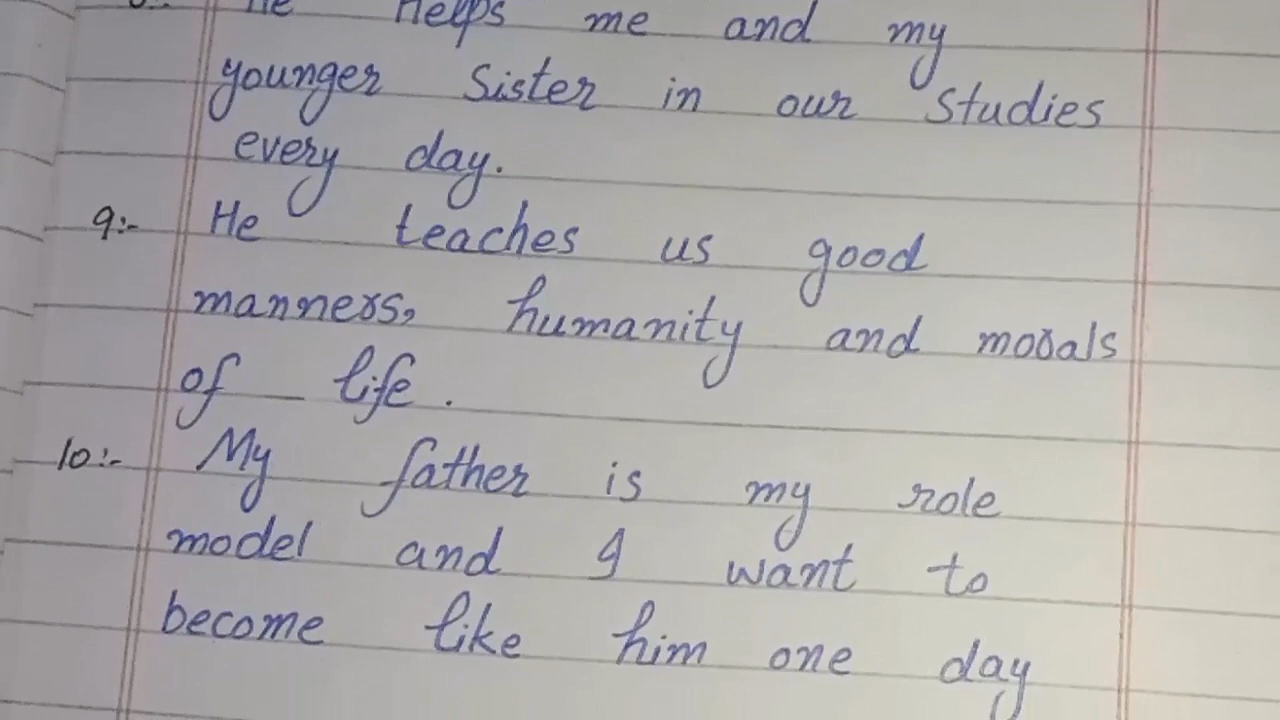 He helps me and my
younger Sister in our Studies
every day.
9:- He teaches us good
manners, humanity and morals
of life.
10:- My father is my role
model and I want to
become like him one day